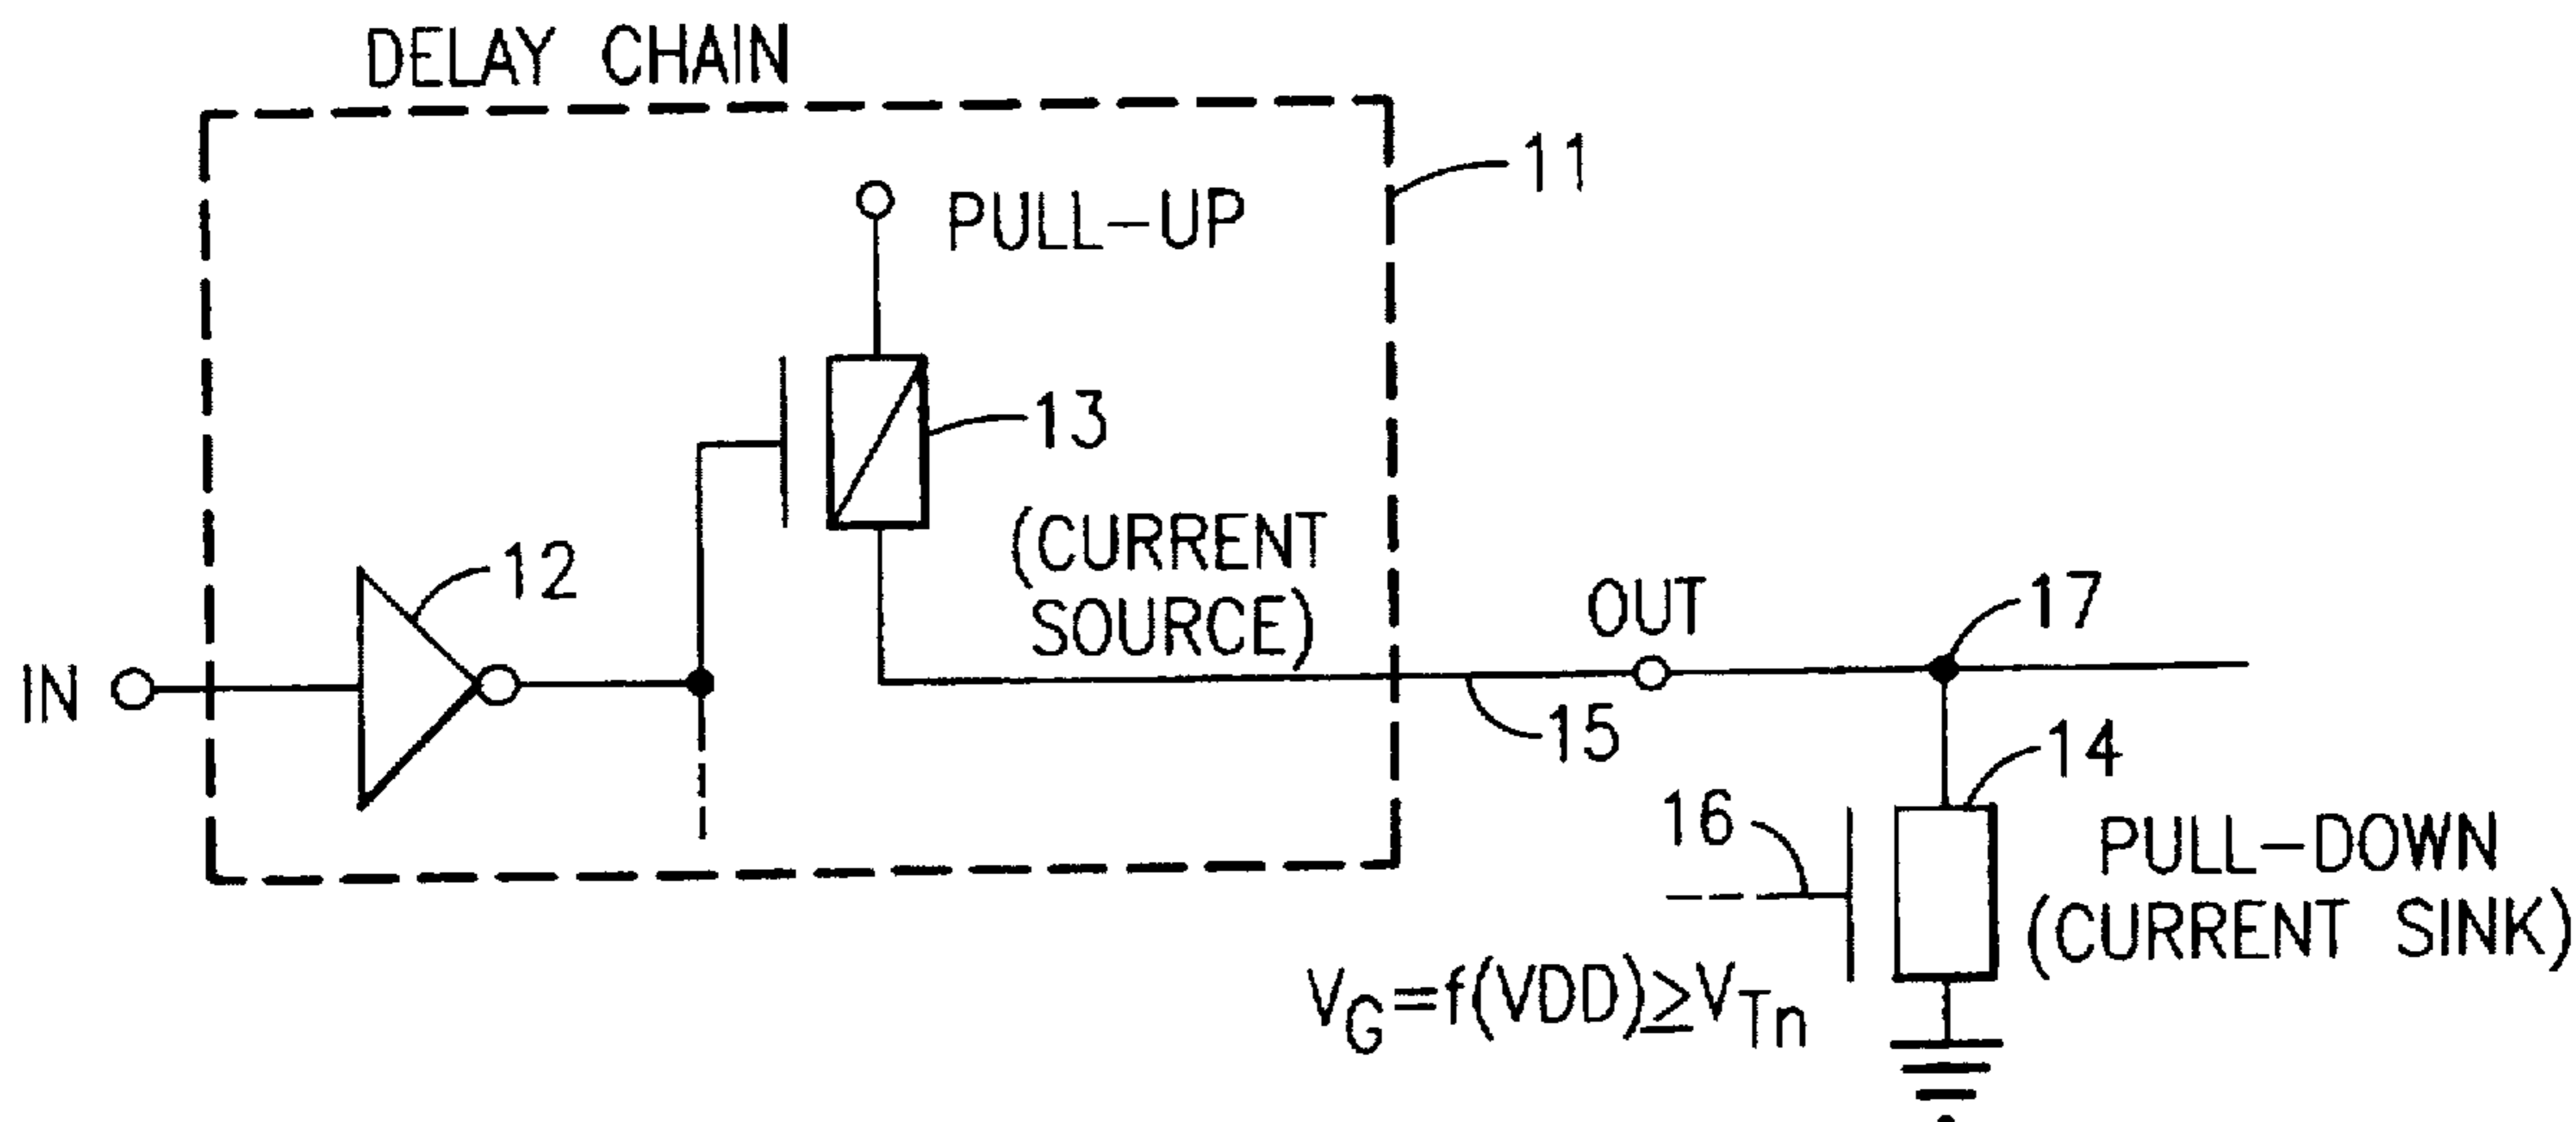 DELAY CHAIN
11
PULL-UP
13
(CURRENT
SOURCE)
12
IN
OUT
17
15
14
16
PULL-DOWN
(CURRENT SINK)
V_G=f(VDD)≥V_Tn